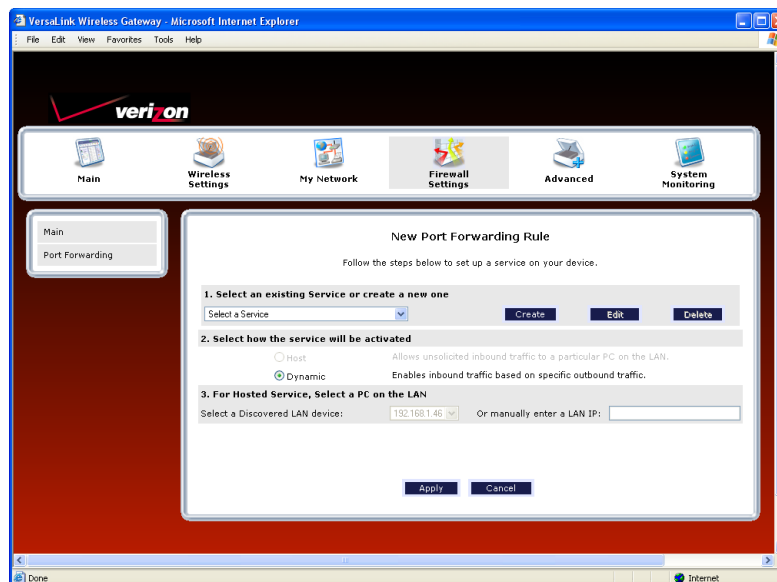 VersaLink Wireless Gateway - Microsoft Internet Explorer
File Edit View Favorites Tools Help
verizon
Main
Wireless Settings
My Network
Firewall Settings
Advanced
System Monitoring
Main
Port Forwarding
New Port Forwarding Rule
Follow the steps below to set up a service on your device.
1. Select an existing Service or create a new one
Select a Service Create Edit Delete
2. Select how the service will be activated
Host Allows unsolicited inbound traffic to a particular PC on the LAN.
Dynamic Enables inbound traffic based on specific outbound traffic.
3. For Hosted Service, Select a PC on the LAN
Select a Discovered LAN device: 192.168.1.46 Or manually enter a LAN IP:
Apply Cancel
Done Internet